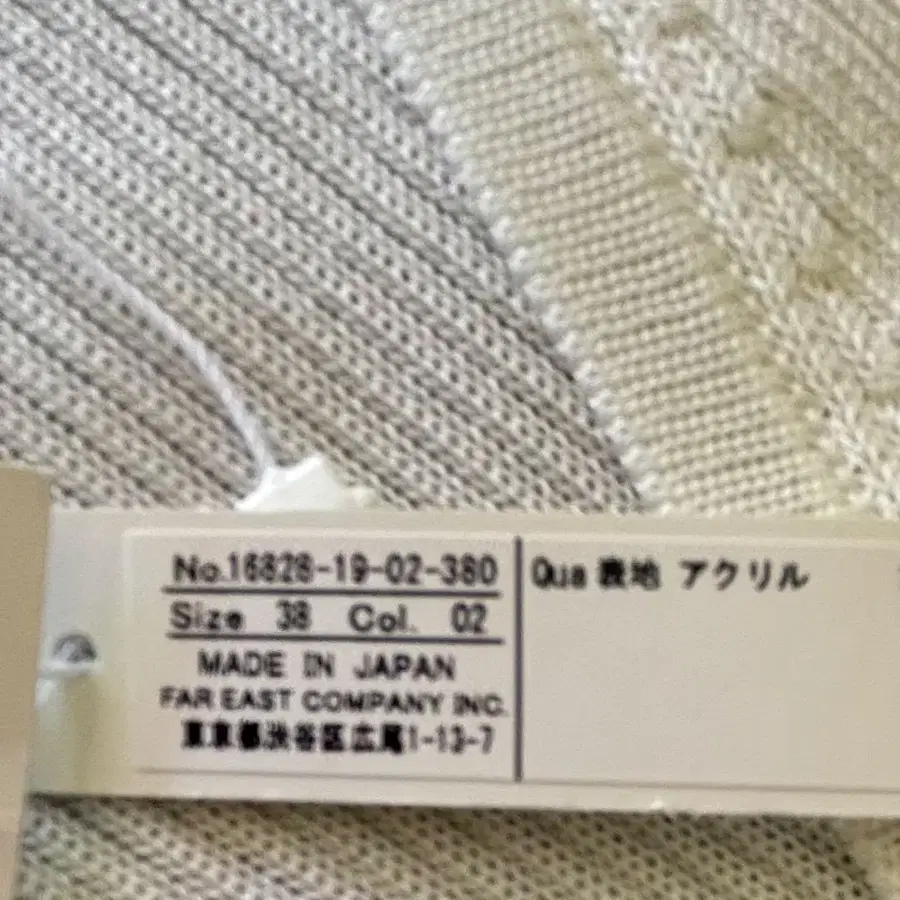 No.16828-19-02-380
Size 38 Col. 02
MADE IN JAPAN
FAR EAST COMPANY INC.
東京都渋谷区広尾1-13-7
Qua 表地 アクリル